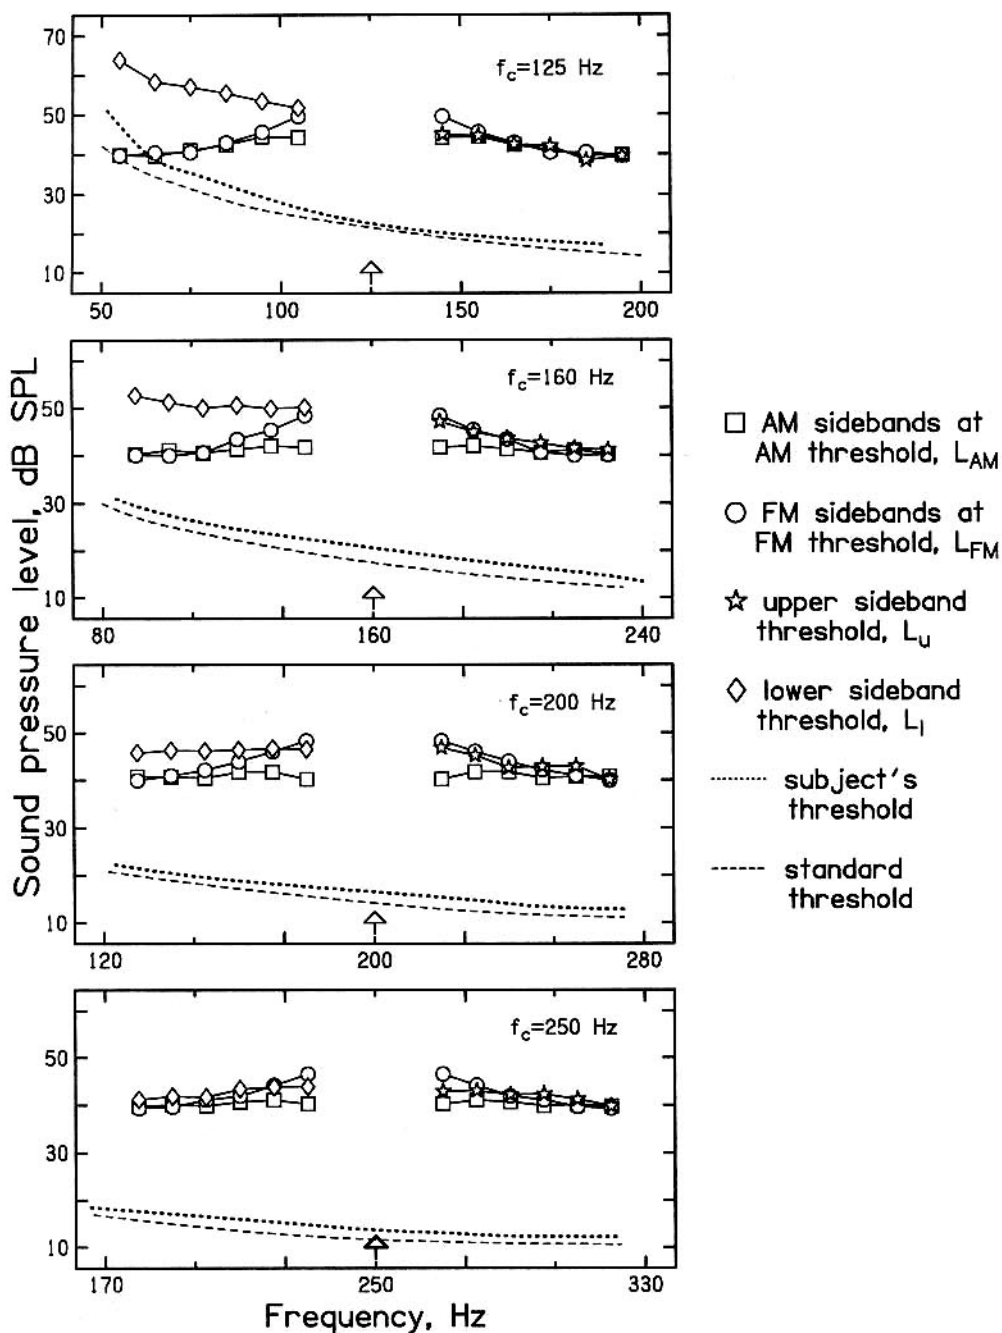 70
50
30
10
f_c=125 Hz
50 100 150 200
50
30
10
f_c=160 Hz
80 160 240
50
30
10
f_c=200 Hz
120 200 280
50
30
10
f_c=250 Hz
170 250 330
Sound pressure level, dB SPL
Frequency, Hz
AM sidebands at
AM threshold, L_AM
FM sidebands at
FM threshold, L_FM
upper sideband
threshold, L_u
lower sideband
threshold, L_l
subject's
threshold
standard
threshold